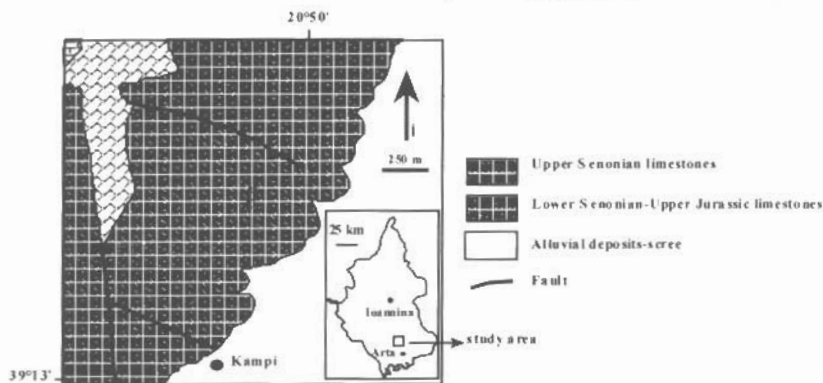 20°50'
250 m
Upper Senonian limestones
Lower Senonian-Upper Jurassic limestones
25 km
Alluvial deposits-scree
Fault
Ioannina
study area
Arta
Kampi
39°13'